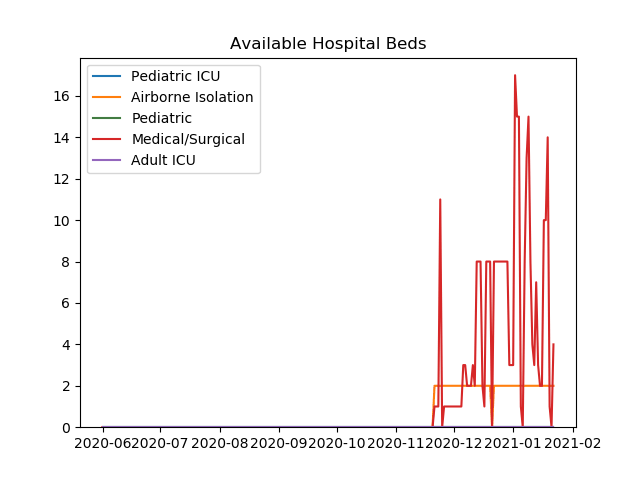 Available Hospital Beds
Pediatric ICU
Airborne Isolation
Pediatric
Medical/Surgical
Adult ICU
16
14
12
10
8
6
4
2
0
2020-06 2020-07 2020-08 2020-09 2020-10 2020-11 2020-12 2021-01 2021-02